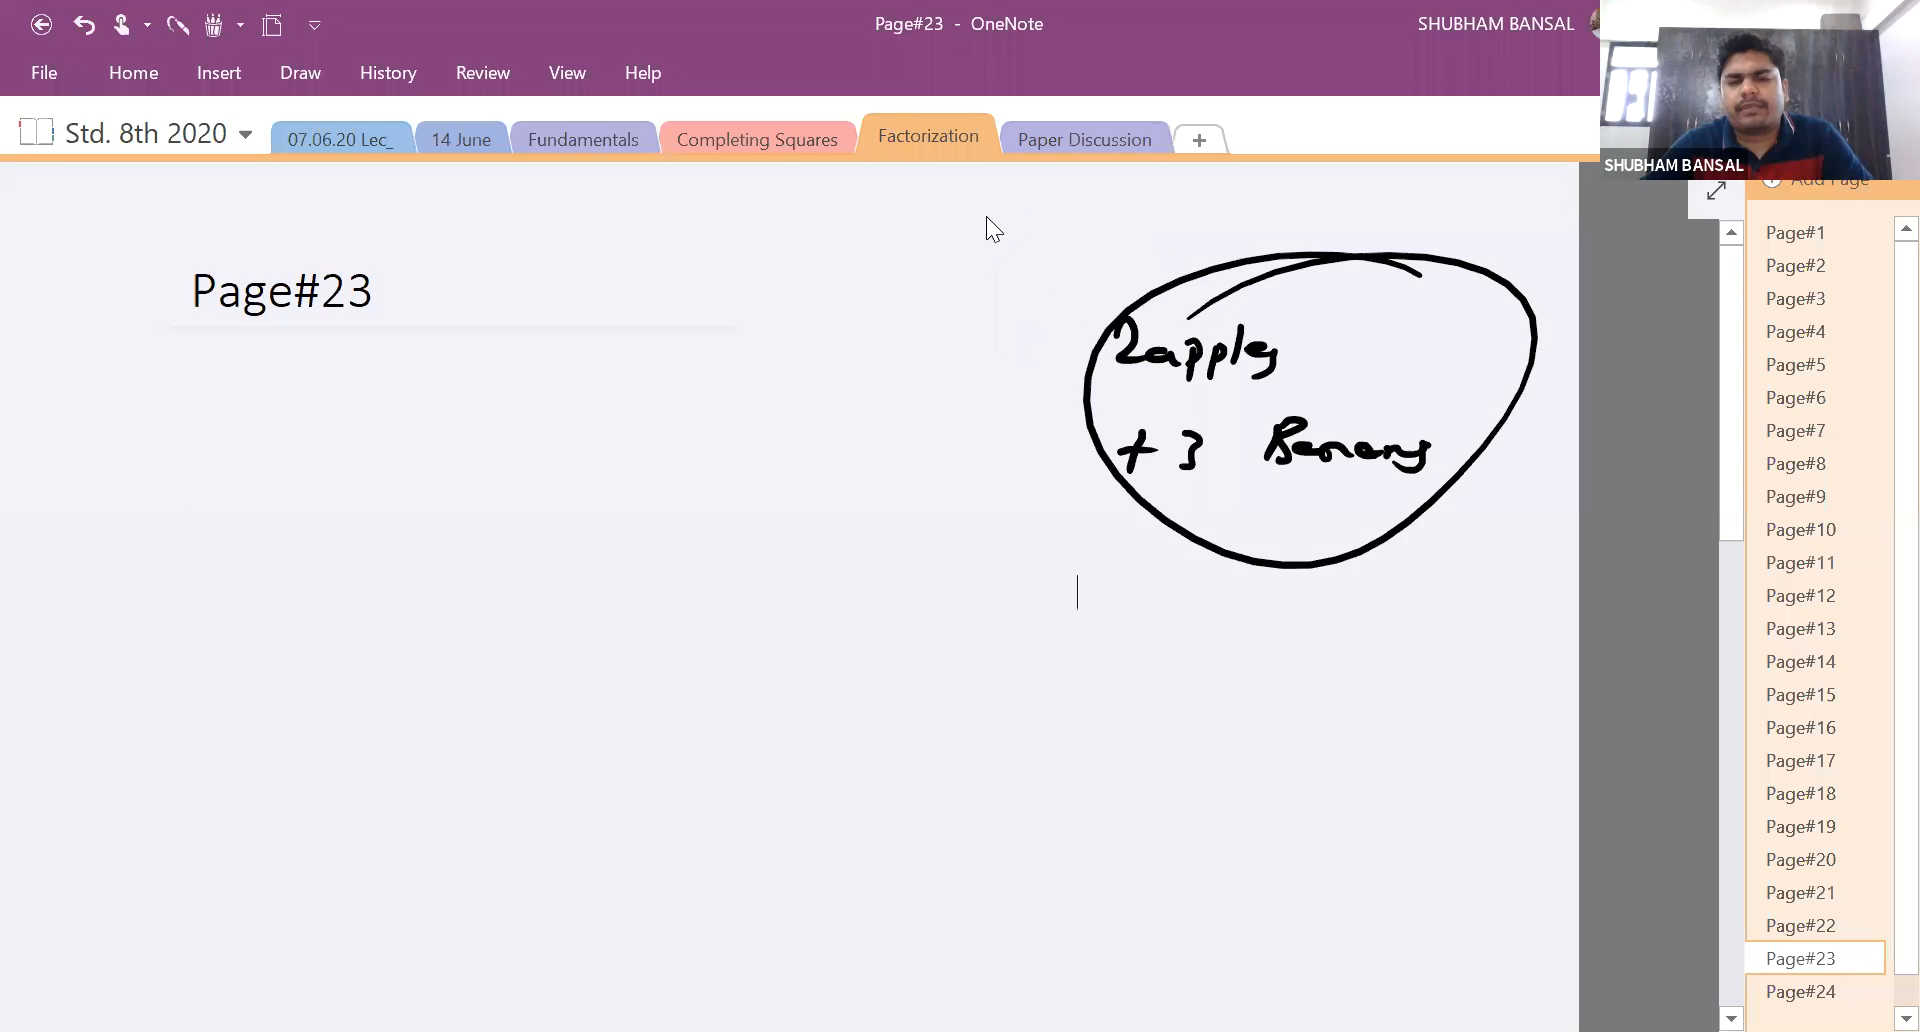 Page#23 - OneNote
SHUBHAM BANSAL
File Home Insert Draw History Review View Help
Std. 8th 2020
07.06.20 Lec_ 14 June Fundamentals Completing Squares Factorization Paper Discussion +
SHUBHAM BANSAL
Add Page
Page#23
2apples
+ 3
Page#1
Page#2
Page#3
Page#4
Page#5
Page#6
Page#7
Page#8
Page#9
Page#10
Page#11
Page#12
Page#13
Page#14
Page#15
Page#16
Page#17
Page#18
Page#19
Page#20
Page#21
Page#22
Page#23
Page#24